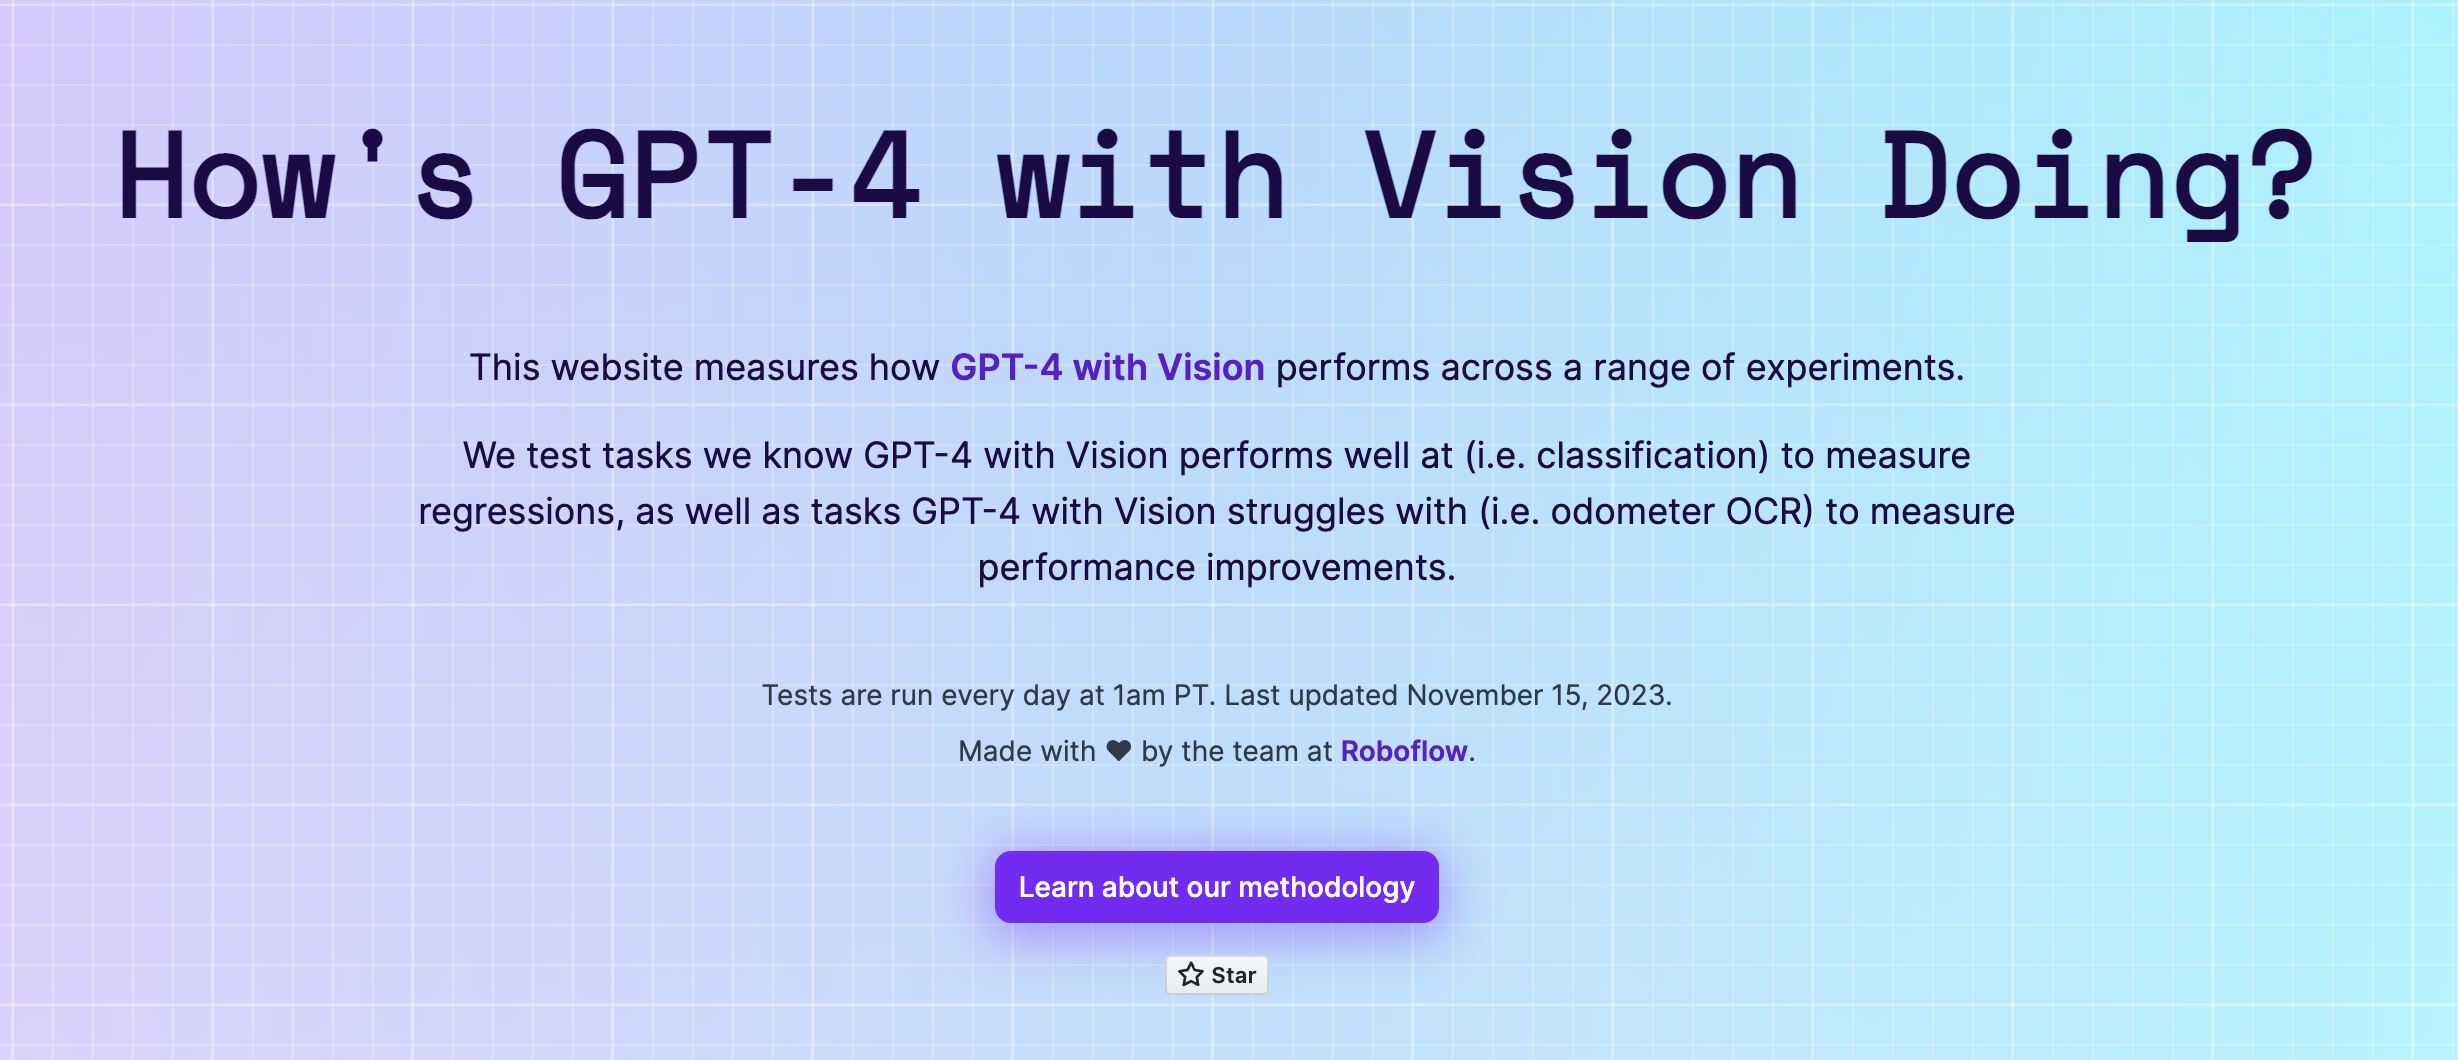 How's GPT-4 with Vision Doing?
This website measures how GPT-4 with Vision performs across a range of experiments.
We test tasks we know GPT-4 with Vision performs well at (i.e. classification) to measure
regressions, as well as tasks GPT-4 with Vision struggles with (i.e. odometer OCR) to measure
performance improvements.
Tests are run every day at 1am PT. Last updated November 15, 2023.
Made with ♥ by the team at Roboflow.
Learn about our methodology
Star